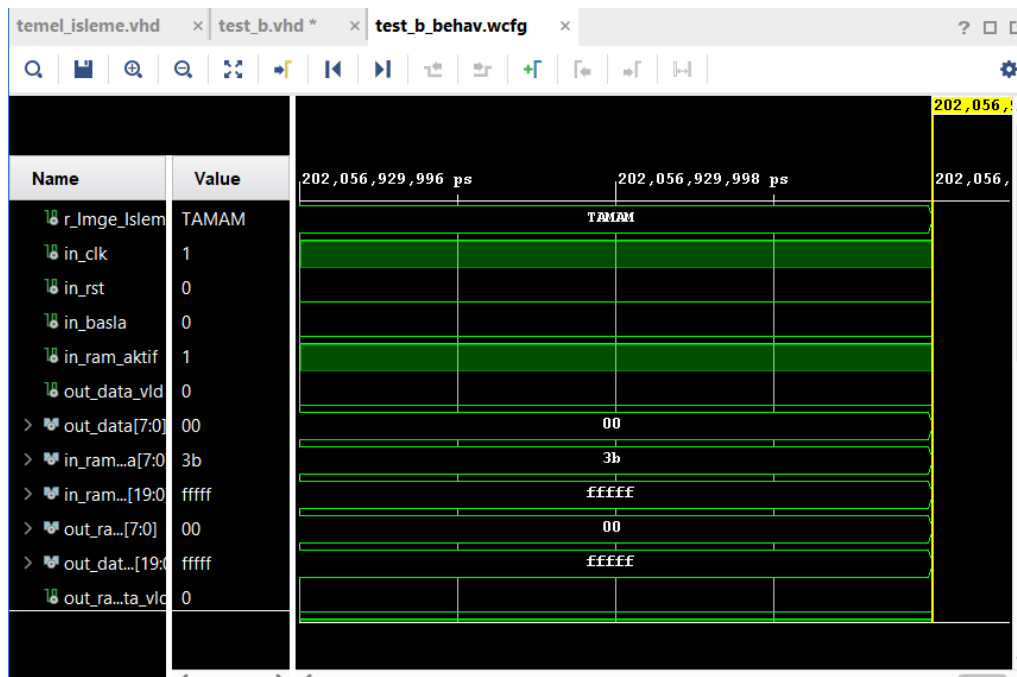 temel_isleme.vhd × test_b.vhd * × test_b_behav.wcfg × ?
202,056,9
Name Value 202,056,929,996 ps 202,056,929,998 ps 202,056,
r_Imge_Islem TAMAM TAMAM
in_clk 1
in_rst 0
in_basla 0
in_ram_aktif 1
out_data_vld 0
> out_data[7:0] 00 00
> in_ram...a[7:0 3b 3b
> in_ram...[19:0 fffff fffff
> out_ra...[7:0] 00 00
> out_dat...[19:0 fffff fffff
out_ra...ta_vld 0